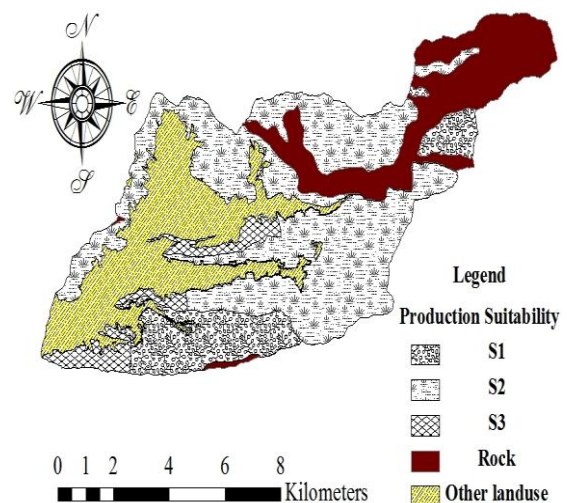 N
W E
S
Legend
Production Suitability
S1
S2
S3
Rock
Other landuse
0 1 2 4 6 8
Kilometers